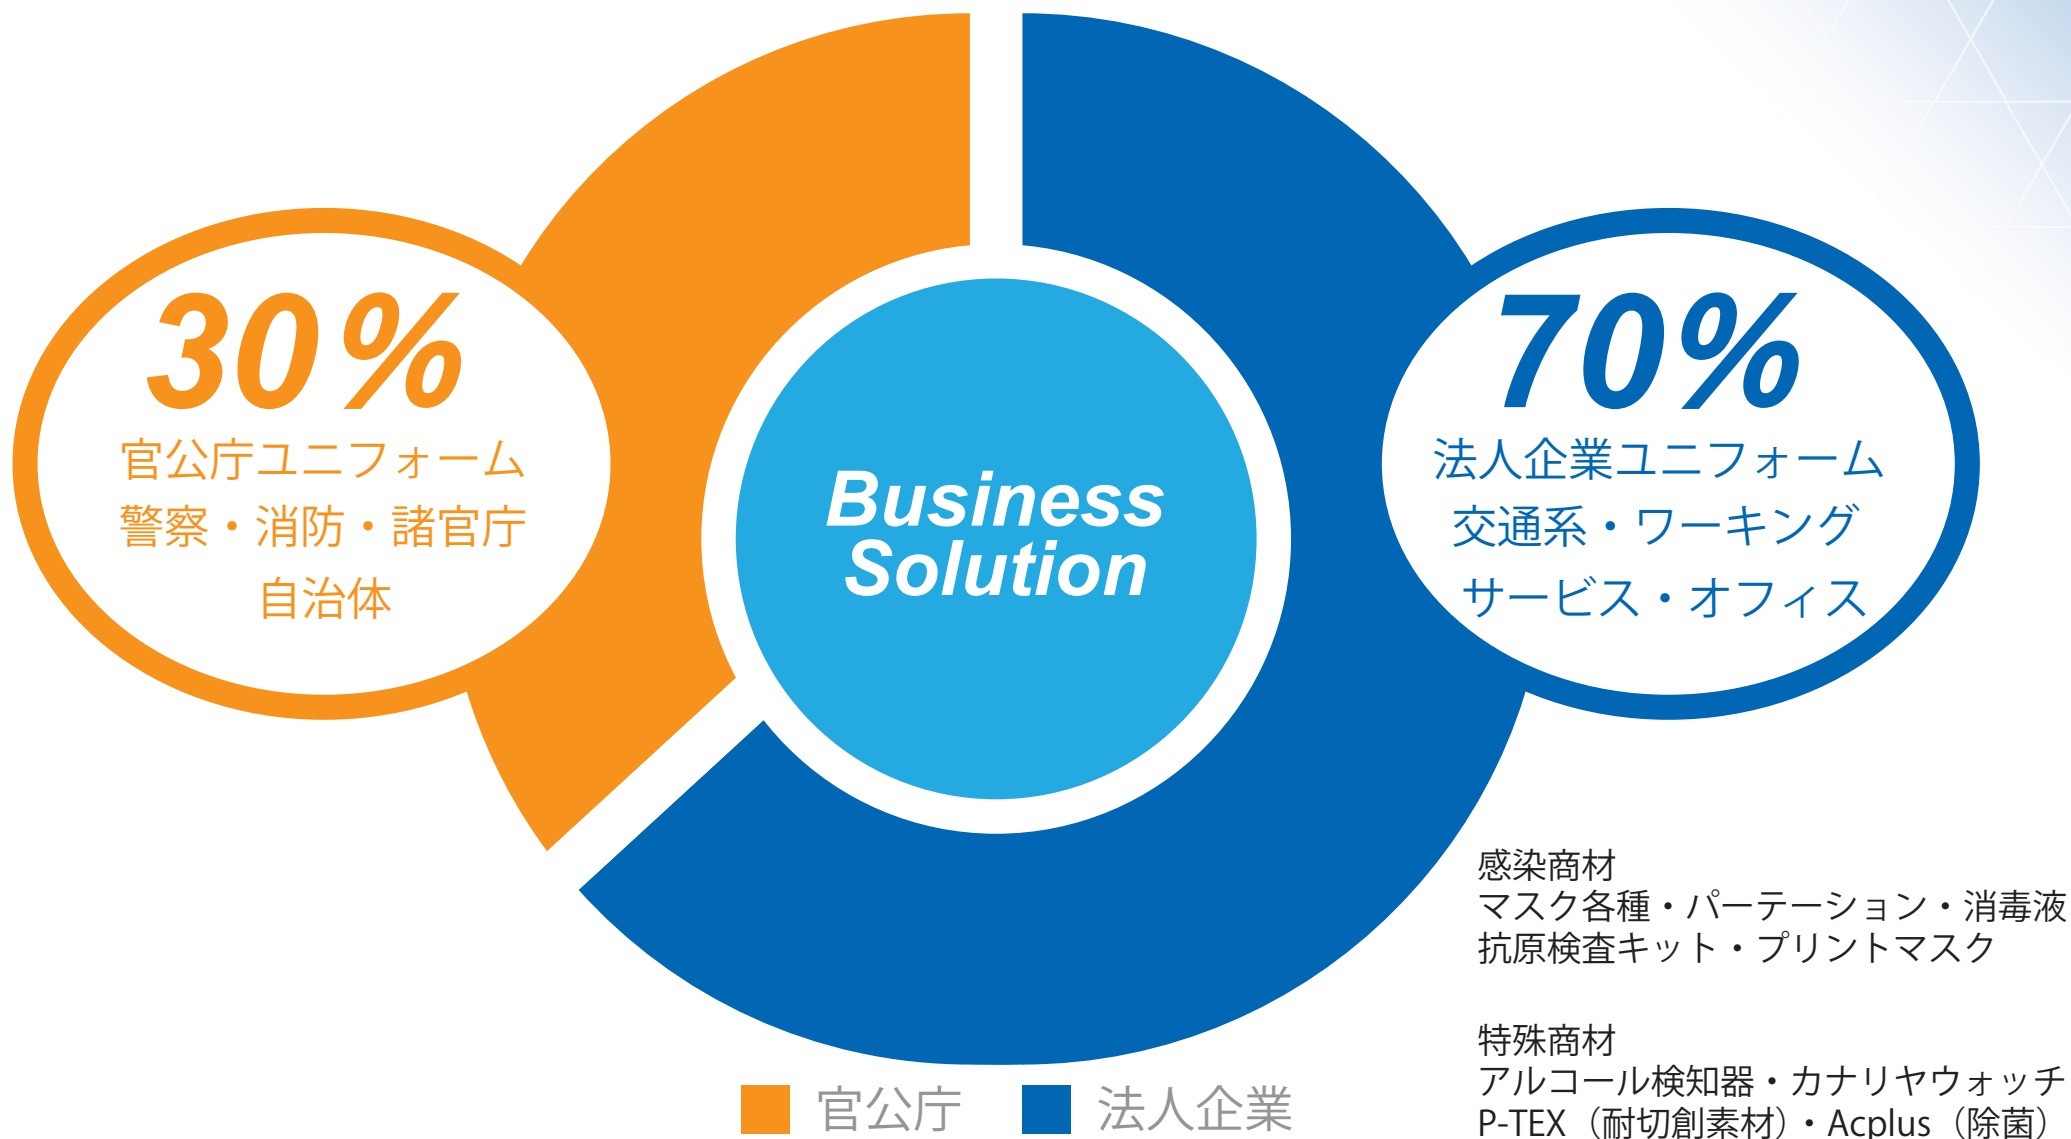 30%
官公庁ユニフォーム
警察・消防・諸官庁
自治体
Business
Solution
70%
法人企業ユニフォーム
交通系・ワーキング
サービス・オフィス
感染商材
マスク各種・パーテーション・消毒液
抗原検査キット・プリントマスク
特殊商材
アルコール検知器・カナリヤウォッチ
P-TEX（耐切創素材）・Acplus（除菌）
官公庁
法人企業